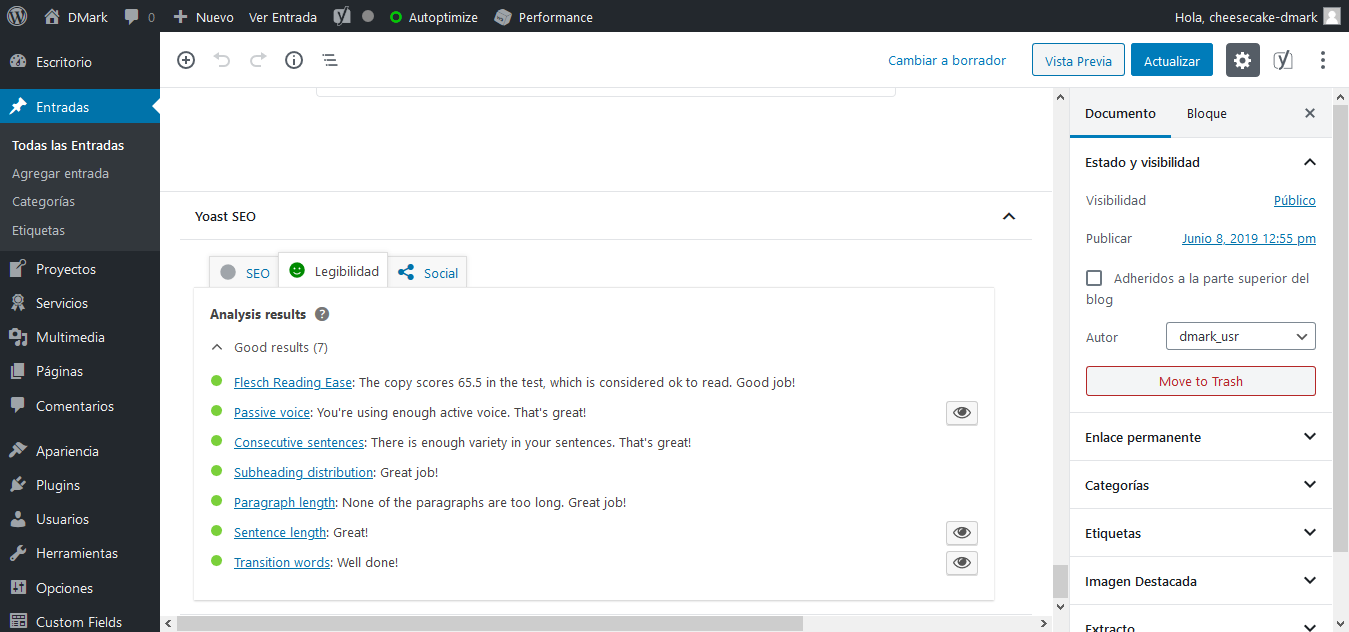 DMark
0
Nuevo
Ver Entrada
Autoptimize
Performance
Hola, cheesecake-dmark
Escritorio
Entradas
Todas las Entradas
Agregar entrada
Categorías
Etiquetas
Proyectos
Servicios
Multimedia
Páginas
Comentarios
Apariencia
Plugins
Usuarios
Herramientas
Opciones
Custom Fields
Cambiar a borrador
Vista Previa
Actualizar
Yoast SEO
SEO
Legibilidad
Social
Analysis results
Good results (7)
Flesch Reading Ease: The copy scores 65.5 in the test, which is considered ok to read. Good job!
Passive voice: You're using enough active voice. That's great!
Consecutive sentences: There is enough variety in your sentences. That's great!
Subheading distribution: Great job!
Paragraph length: None of the paragraphs are too long. Great job!
Sentence length: Great!
Transition words: Well done!
Documento
Bloque
Estado y visibilidad
Visibilidad
Público
Publicar
Junio 8, 2019 12:55 pm
Adheridos a la parte superior del
blog
Autor
dmark_usr
Move to Trash
Enlace permanente
Categorías
Etiquetas
Imagen Destacada
Extracto